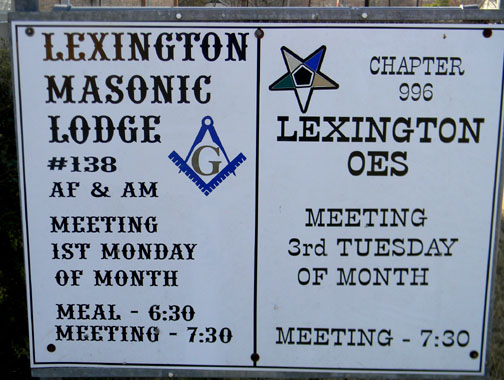 LEXINGTON
MASONIC
LODGE
#138
AF & AM
G
MEETING
1ST MONDAY
OF MONTH
MEAL - 6:30
MEETING - 7:30
CHAPTER
996
LEXINGTON
OES
MEETING
3rd TUESDAY
OF MONTH
MEETING - 7:30